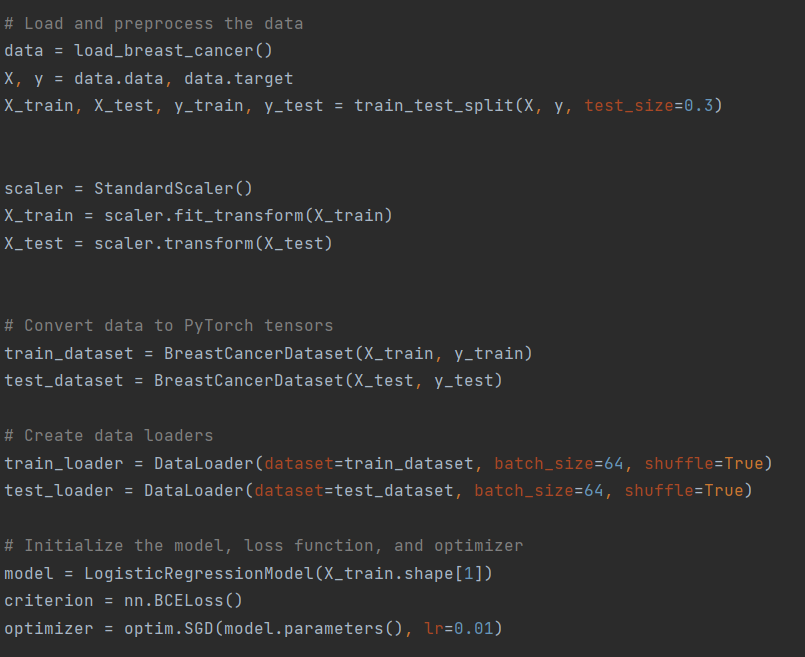 # Load and preprocess the data
data = load_breast_cancer()
X, y = data.data, data.target
X_train, X_test, y_train, y_test = train_test_split(X, y, test_size=0.3)
scaler = StandardScaler()
X_train = scaler.fit_transform(X_train)
X_test = scaler.transform(X_test)
# Convert data to PyTorch tensors
train_dataset = BreastCancerDataset(X_train, y_train)
test_dataset = BreastCancerDataset(X_test, y_test)
# Create data loaders
train_loader = DataLoader(dataset=train_dataset, batch_size=64, shuffle=True)
test_loader = DataLoader(dataset=test_dataset, batch_size=64, shuffle=True)
# Initialize the model, loss function, and optimizer
model = LogisticRegressionModel(X_train.shape[1])
criterion = nn.BCELoss()
optimizer = optim.SGD(model.parameters(), lr=0.01)